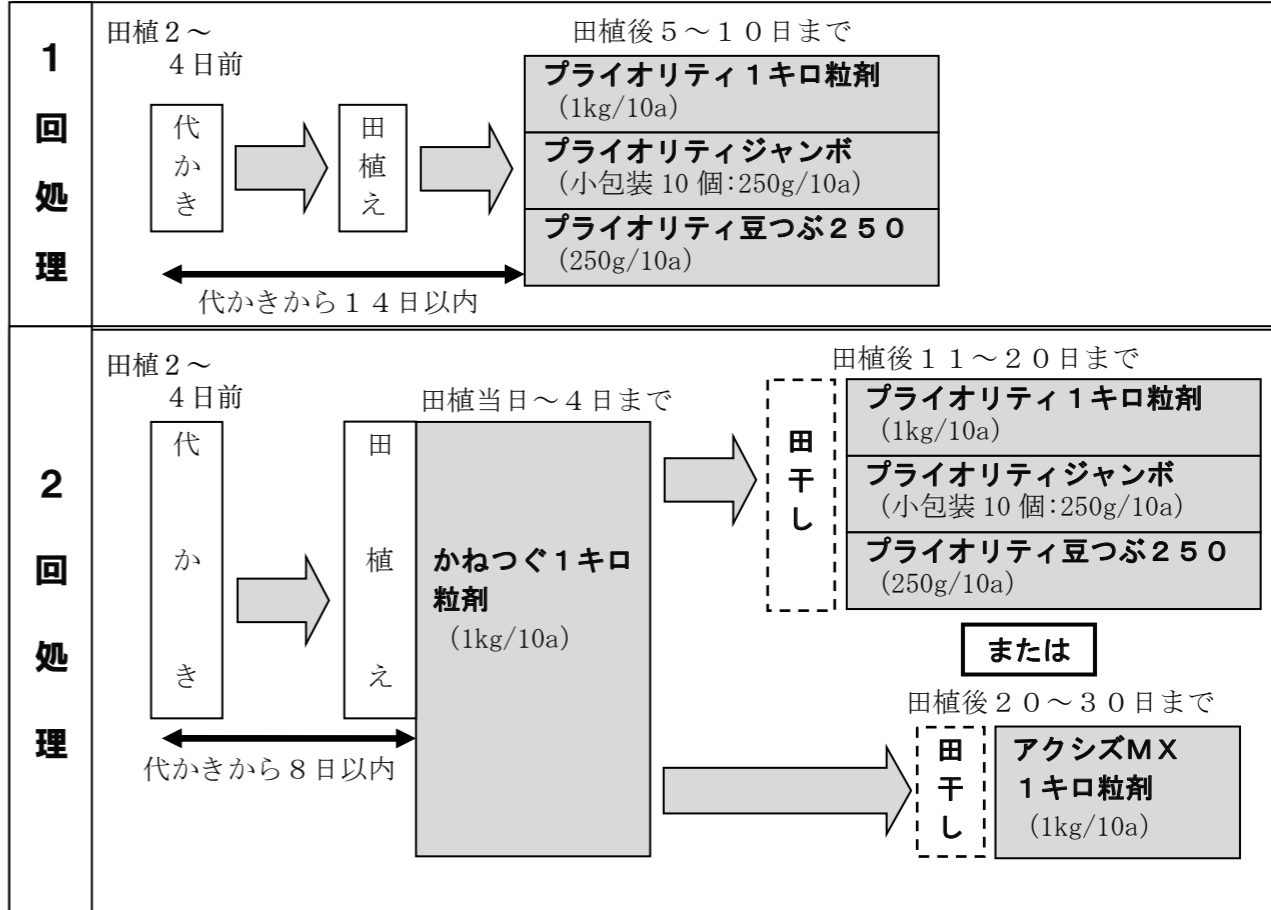 1回処理
田植2～
4日前
代かき
田植え
田植後5～10日まで
プライオリティ1キロ粒剤
(1kg/10a)
プライオリティジャンボ
(小包装10個:250g/10a)
プライオリティ豆つぶ250
(250g/10a)
代かきから14日以内
2回処理
田植2～
4日前
代かき
田植え
田植当日～4日まで
かねつぐ1キロ
粒剤
(1kg/10a)
代かきから8日以内
田植後11～20日まで
田干し
プライオリティ1キロ粒剤
(1kg/10a)
プライオリティジャンボ
(小包装10個:250g/10a)
プライオリティ豆つぶ250
(250g/10a)
または
田植後20～30日まで
田干し
アクシズMX
1キロ粒剤
(1kg/10a)